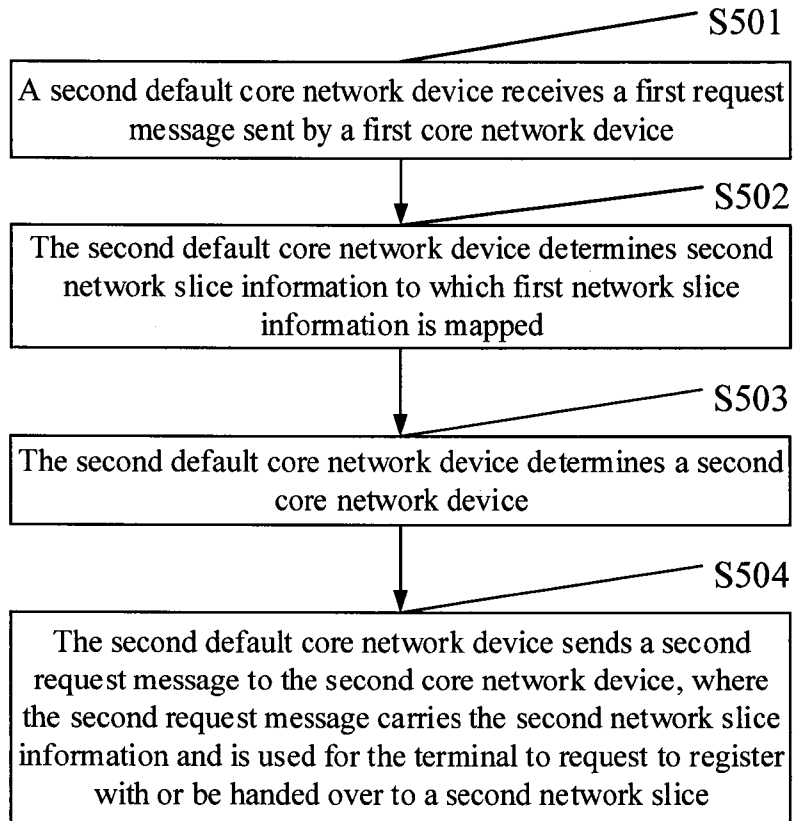 S501
A second default core network device receives a first request
message sent by a first core network device
S502
The second default core network device determines second
network slice information to which first network slice
information is mapped
S503
The second default core network device determines a second
core network device
S504
The second default core network device sends a second
request message to the second core network device, where
the second request message carries the second network slice
information and is used for the terminal to request to register
with or be handed over to a second network slice